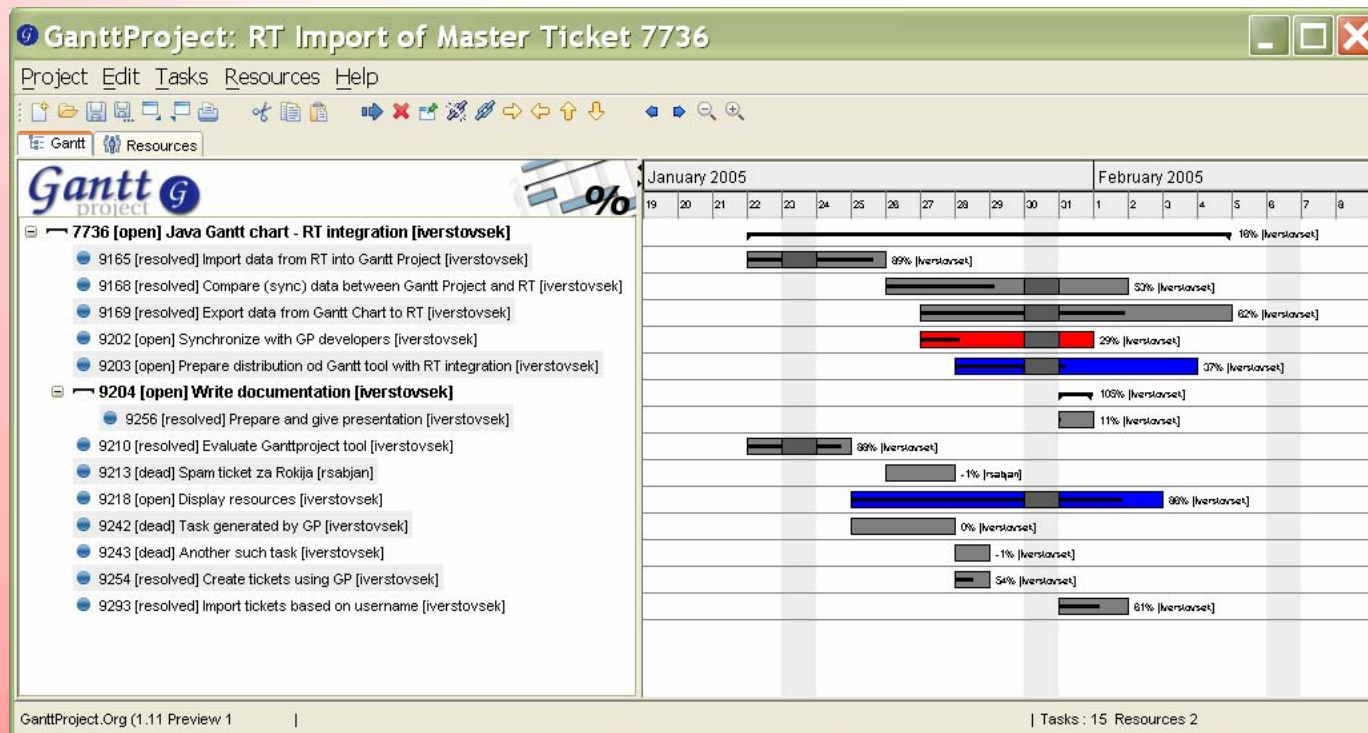 GanttProject: RT Import of Master Ticket 7736
Project Edit Tasks Resources Help
Gantt Resources
Gantt
project
%
January 2005 February 2005
19 20 21 22 23 24 25 26 27 28 29 30 31 1 2 3 4 5 6 7 8
7736 [open] Java Gantt chart - RT integration [iverstovsek] 16% [iverstovsek]
9165 [resolved] Import data from RT into Gantt Project [iverstovsek] 89% [iverstovsek]
9168 [resolved] Compare (sync) data between Gantt Project and RT [iverstovsek] 53% [iverstovsek]
9169 [resolved] Export data from Gantt Chart to RT [iverstovsek] 62% [iverstovsek]
9202 [open] Synchronize with GP developers [iverstovsek] 29% [iverstovsek]
9203 [open] Prepare distribution od Gantt tool with RT integration [iverstovsek] 37% [iverstovsek]
9204 [open] Write documentation [iverstovsek] 105% [iverstovsek]
9256 [resolved] Prepare and give presentation [iverstovsek] 11% [iverstovsek]
9210 [resolved] Evaluate Ganttproject tool [iverstovsek] [iverstovsek]
9213 [dead] Spam ticket za Rokija [rsabjan] -1% [rsabjan]
9218 [open] Display resources [iverstovsek] [iverstovsek]
9242 [dead] Task generated by GP [iverstovsek] 0% [iverstovsek]
9243 [dead] Another such task [iverstovsek] -1% [iverstovsek]
9254 [resolved] Create tickets using GP [iverstovsek] 54% [iverstovsek]
9293 [resolved] Import tickets based on username [iverstovsek] 61% [iverstovsek]
GanttProject.Org (1.11 Preview 1 | | Tasks : 15 Resources 2